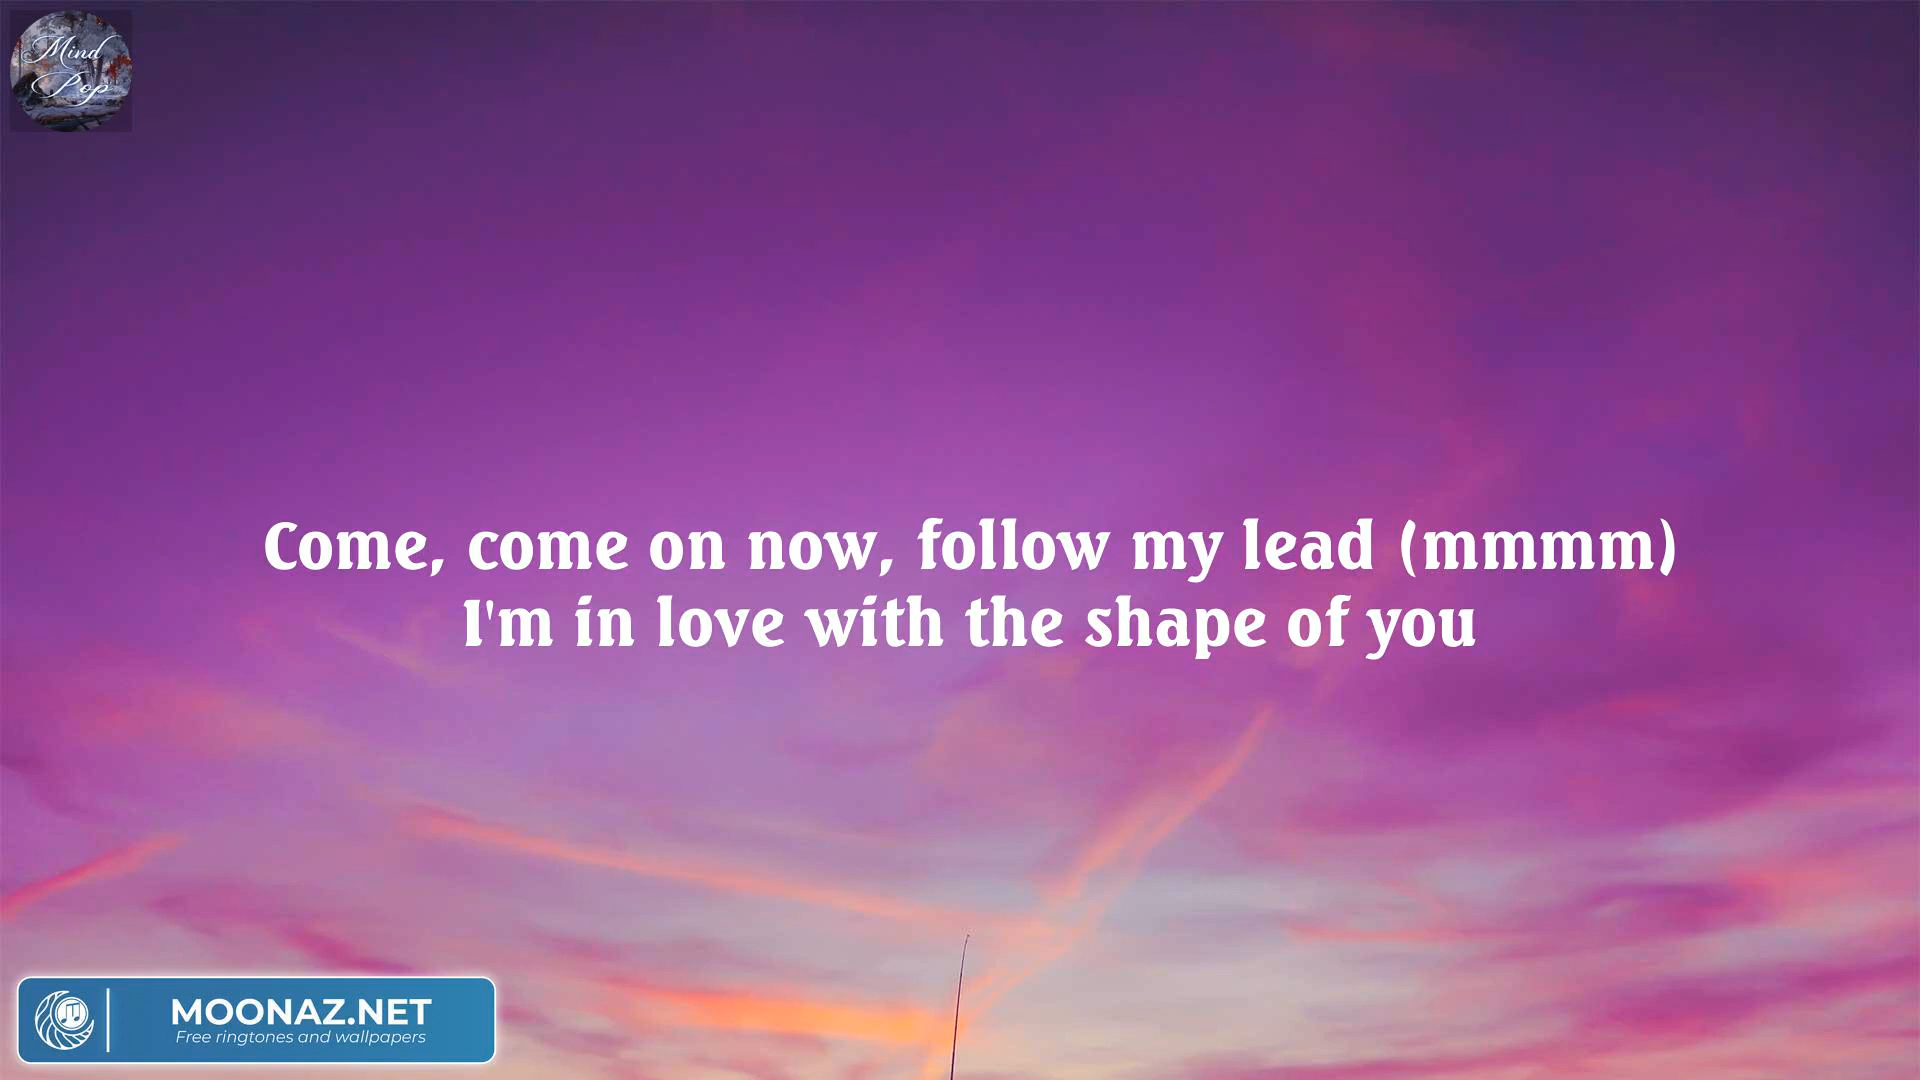 Mind
Pop
Come, come on now, follow my lead (mmmm)
I'm in love with the shape of you
MOONAZ.NET
Free ringtones and wallpapers